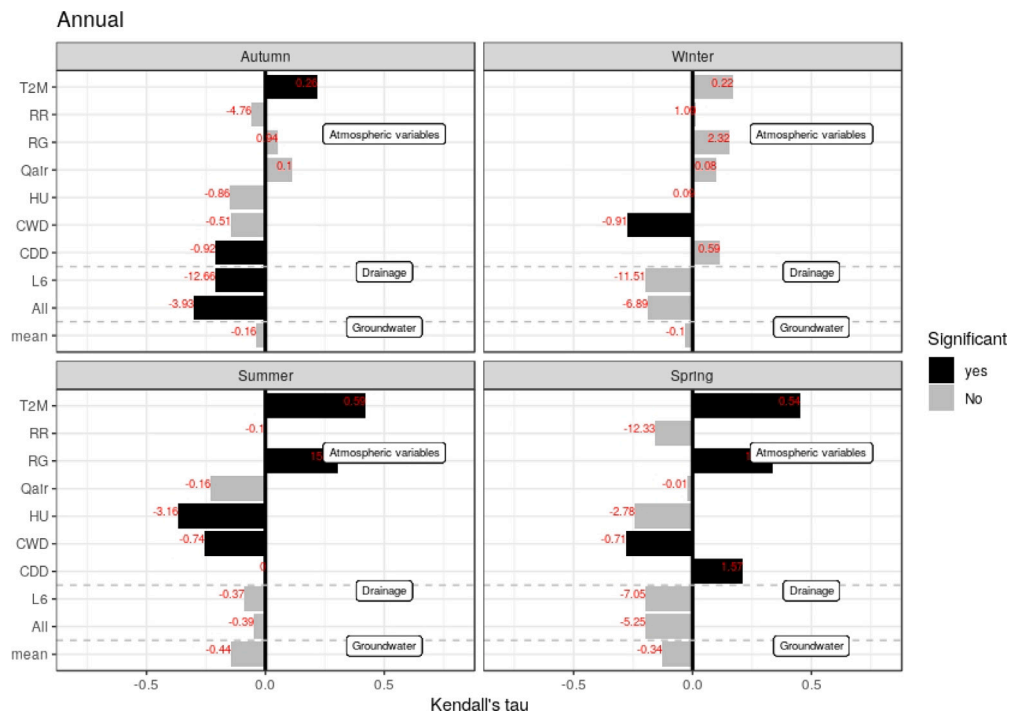 Annual
Autumn
Winter
T2M
0.26
0.22
RR
-4.76
1.09
Atmospheric variables
Atmospheric variables
RG
0.94
2.32
Qair
0.1
0.08
HU
-0.86
0.09
CWD
-0.51
-0.91
CDD
-0.92
0.59
Drainage
Drainage
L6
-12.66
-11.51
All
-3.93
-6.89
Groundwater
Groundwater
mean
-0.16
-0.1
Significant
yes
No
Summer
Spring
T2M
0.59
0.54
RR
-0.1
-12.33
RG
Atmospheric variables
Atmospheric variables
Qair
-0.16
-0.01
HU
-3.16
-2.78
CWD
-0.74
-0.71
CDD
0
1.57
Drainage
Drainage
L6
-0.37
-7.05
All
-0.39
-5.25
Groundwater
Groundwater
mean
-0.44
-0.34
-0.5
0.0
0.5
-0.5
0.0
0.5
Kendall's tau